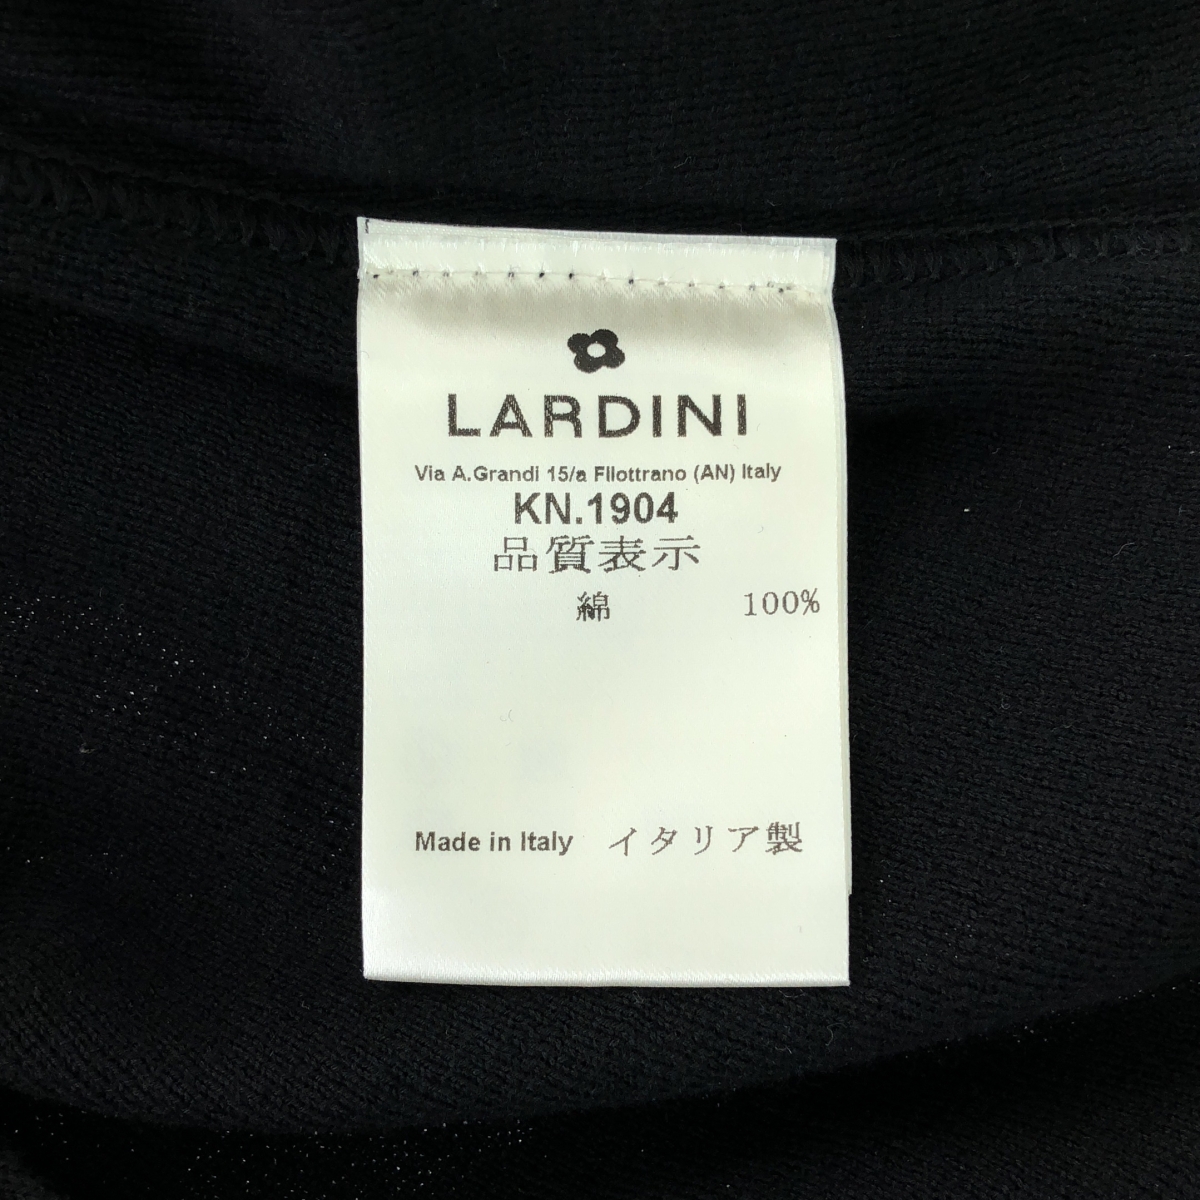 LARDINI
Via A.Grandi 15/a Filottrano (AN) Italy
KN.1904
品質表示
綿 100%
Made in Italy イタリア製